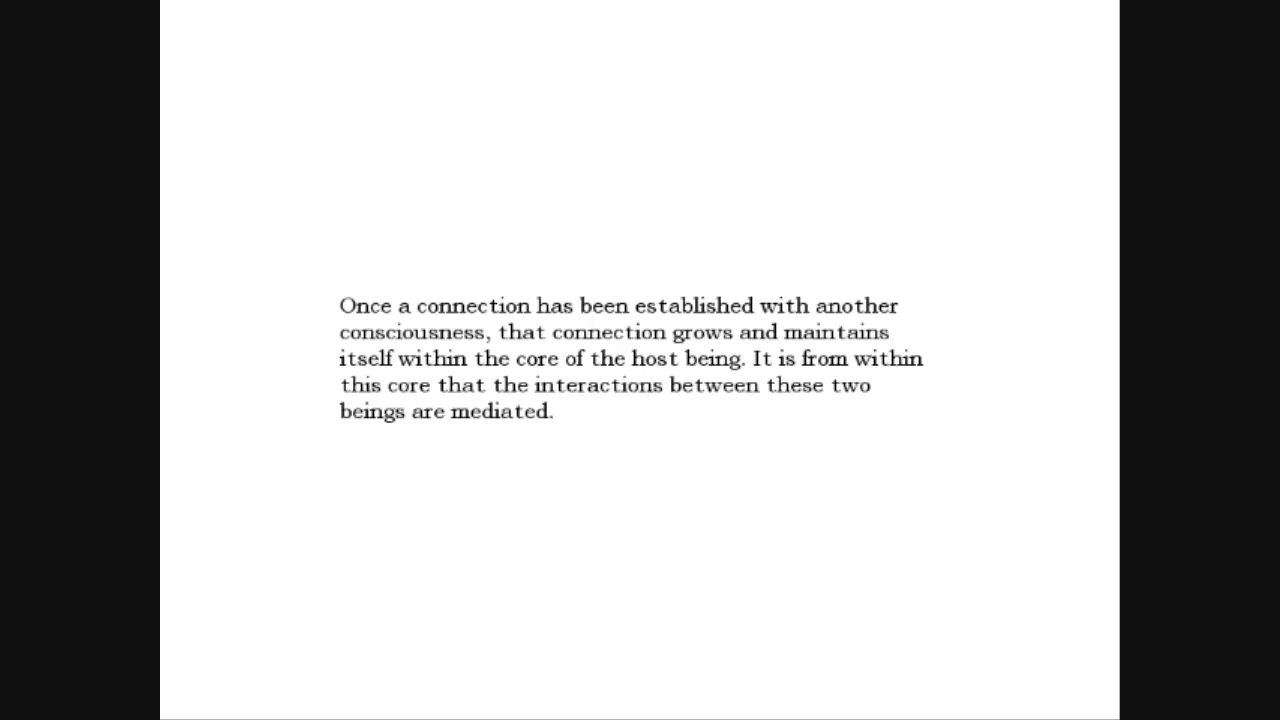 Once a connection has been established with another
consciousness, that connection grows and maintains
itself within the core of the host being. It is from within
this core that the interactions between these two
beings are mediated.